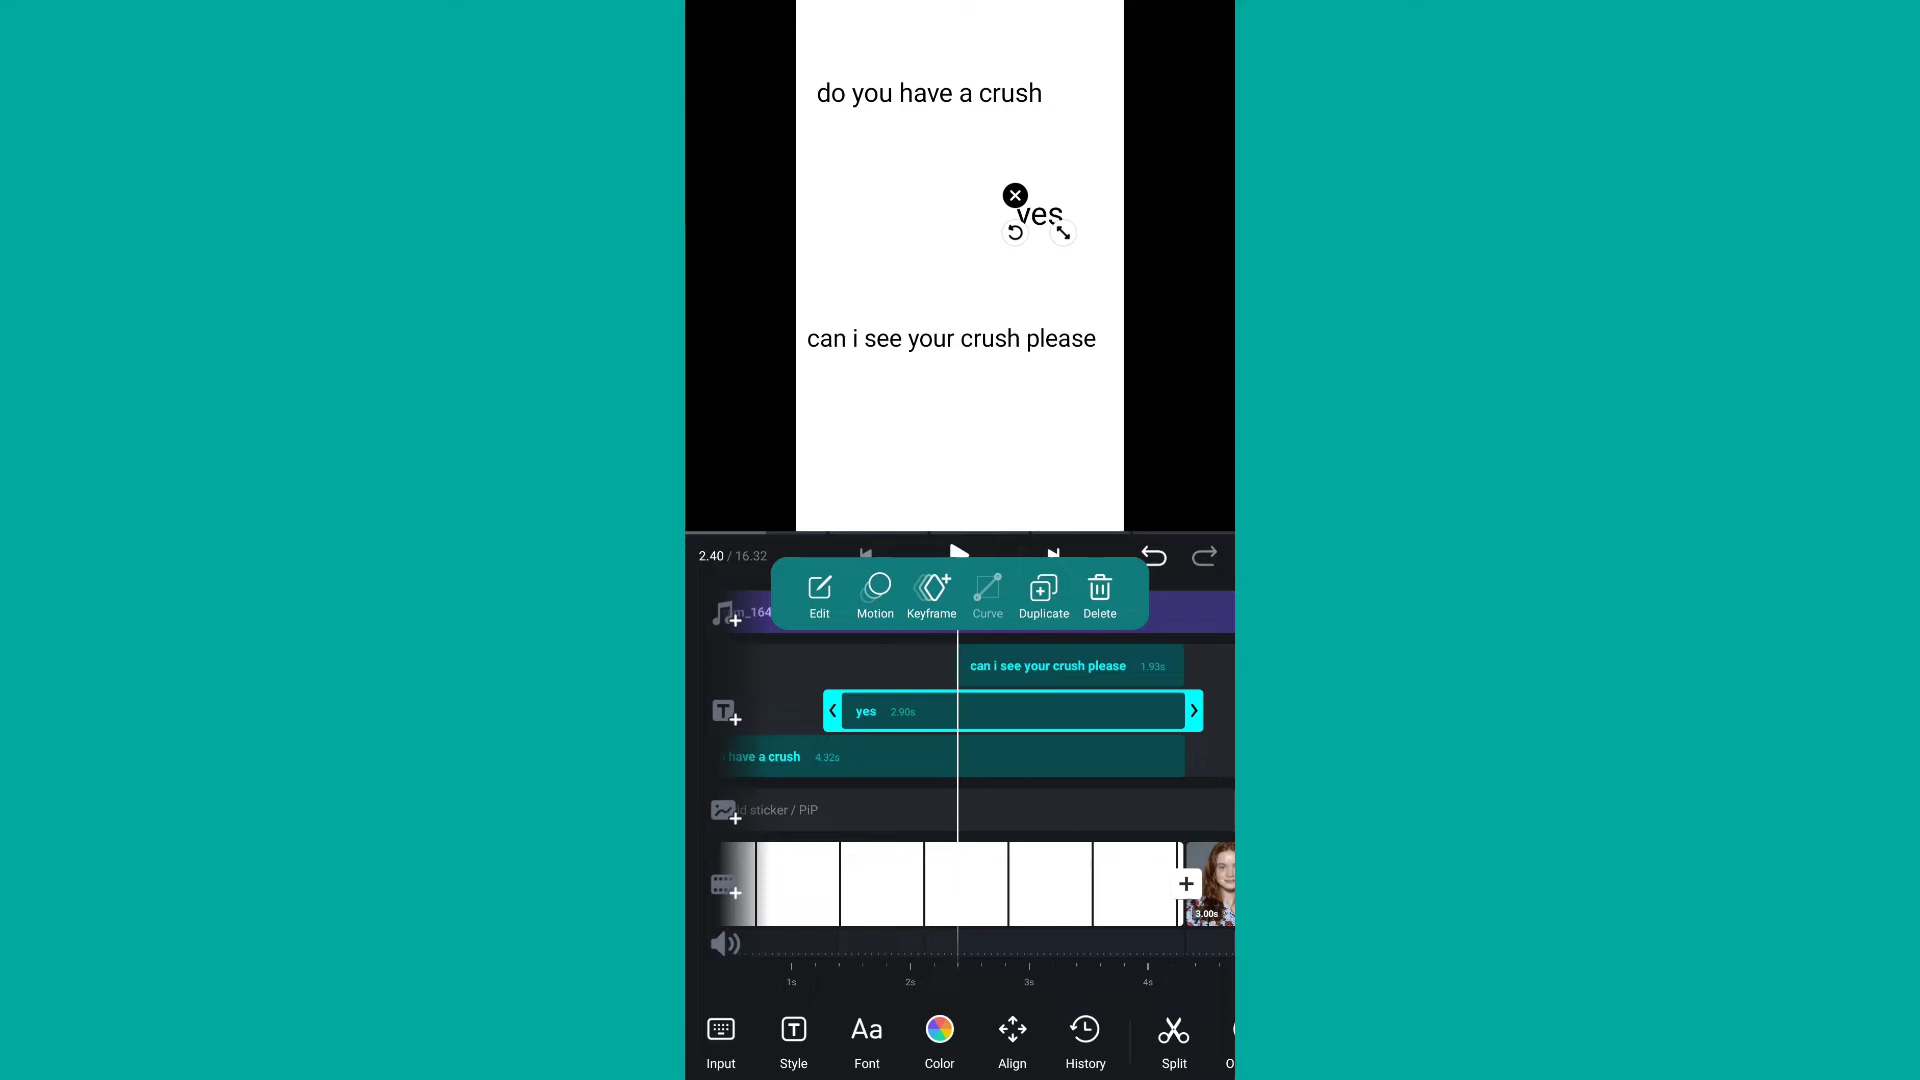 do you have a crush
yes
can i see your crush please
2.40 / 16.32
Edit Motion Keyframe Curve Duplicate Delete
m_164
can i see your crush please 1.93s
yes 2.90s
have a crush 4.32s
sticker / PiP
3.00s
1s 2s 3s 4s
Input Style Font Color Align History Split